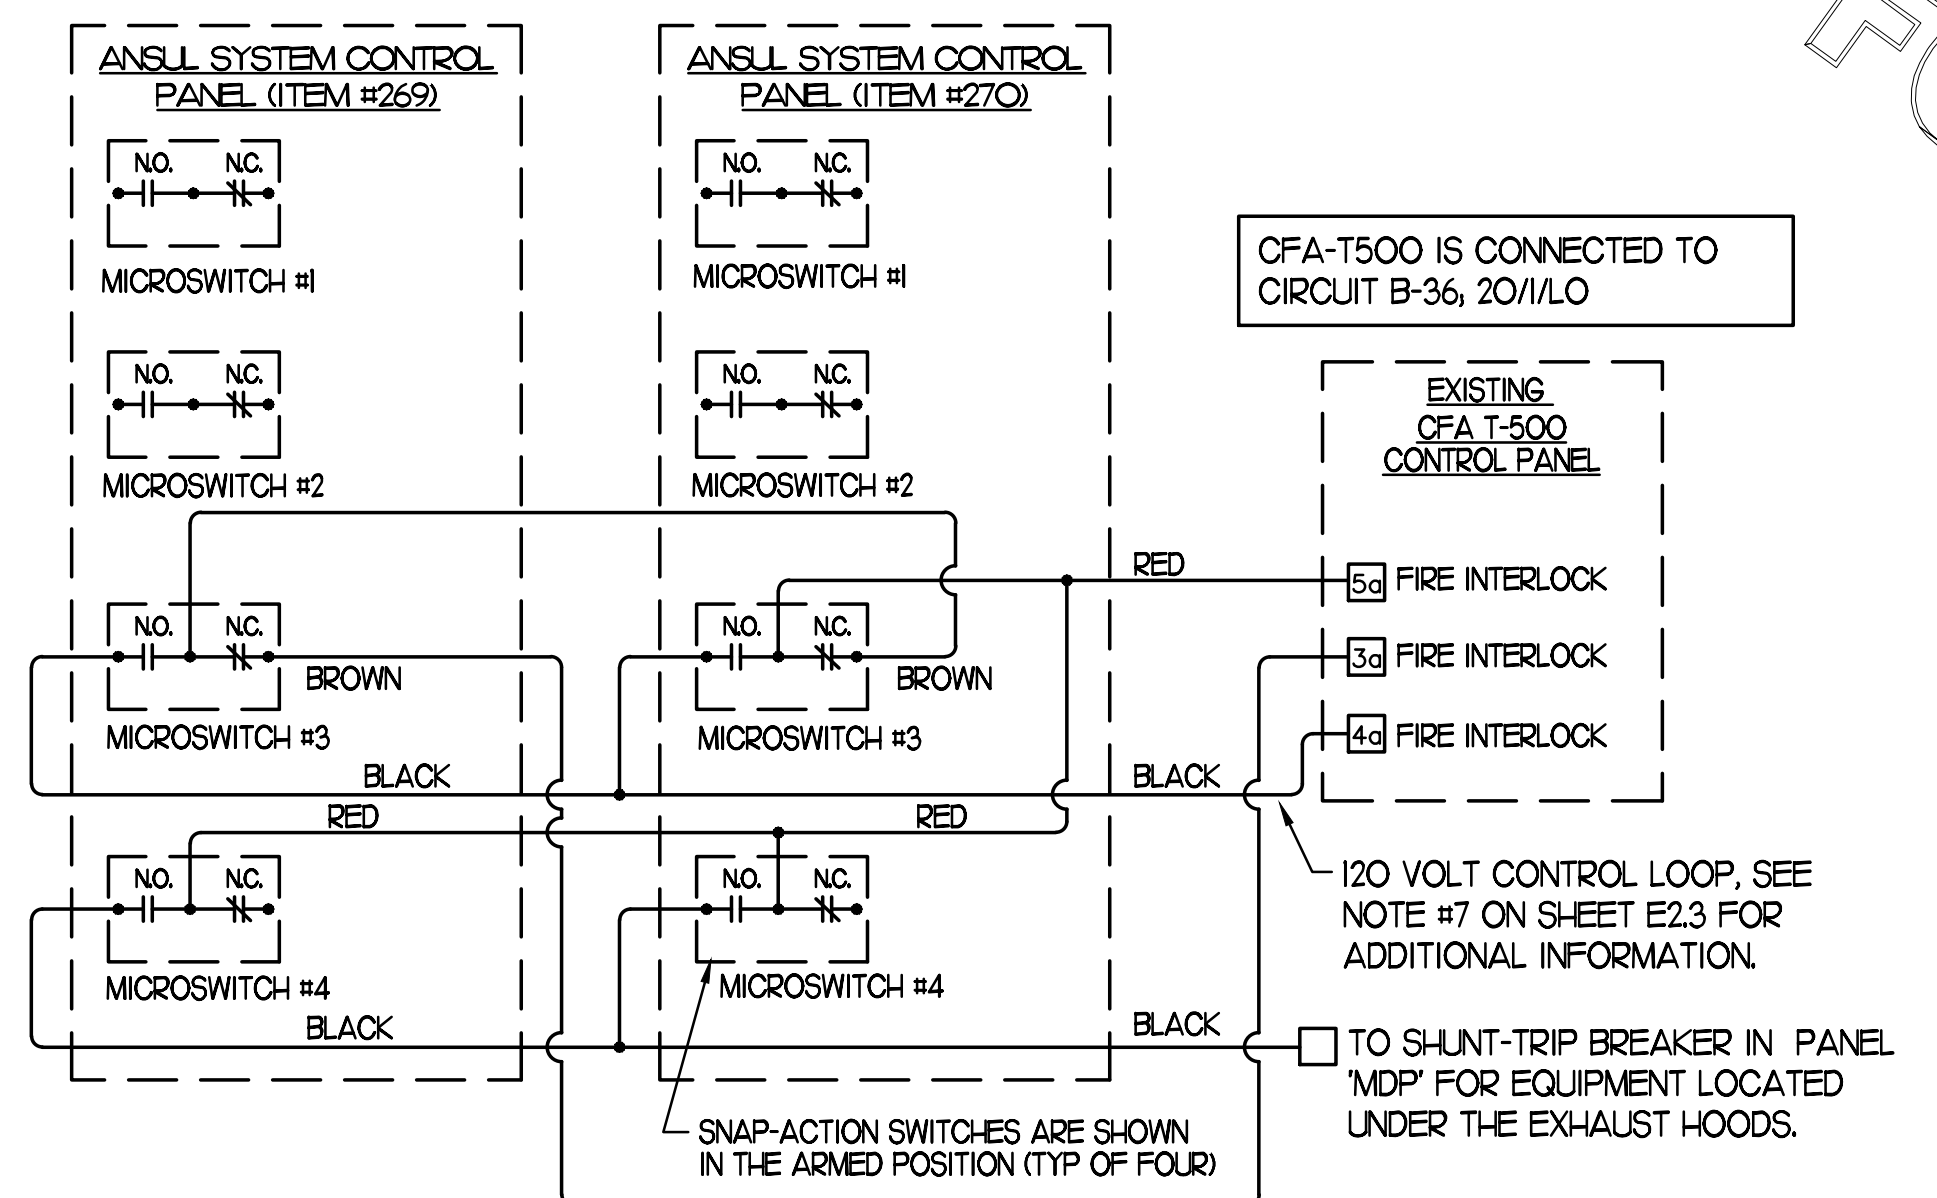 ANSUL SYSTEM CONTROL
PANEL (ITEM #269)
N.O. N.C.
MICROSWITCH #1
N.O. N.C.
MICROSWITCH #2
N.O. N.C.
BROWN
MICROSWITCH #3
BLACK
RED
N.O. N.C.
MICROSWITCH #4
BLACK
ANSUL SYSTEM CONTROL
PANEL (ITEM #270)
N.O. N.C.
MICROSWITCH #1
N.O. N.C.
MICROSWITCH #2
N.O. N.C.
BROWN
MICROSWITCH #3
RED
N.O. N.C.
MICROSWITCH #4
SNAP-ACTION SWITCHES ARE SHOWN
IN THE ARMED POSITION (TYP OF FOUR)
RED
BLACK
BLACK
CFA-T500 IS CONNECTED TO
CIRCUIT B-36; 20/1/LO
EXISTING
CFA T-500
CONTROL PANEL
5a FIRE INTERLOCK
3a FIRE INTERLOCK
4a FIRE INTERLOCK
120 VOLT CONTROL LOOP, SEE
NOTE #7 ON SHEET E2.3 FOR
ADDITIONAL INFORMATION.
TO SHUNT-TRIP BREAKER IN PANEL
'MDP' FOR EQUIPMENT LOCATED
UNDER THE EXHAUST HOODS.